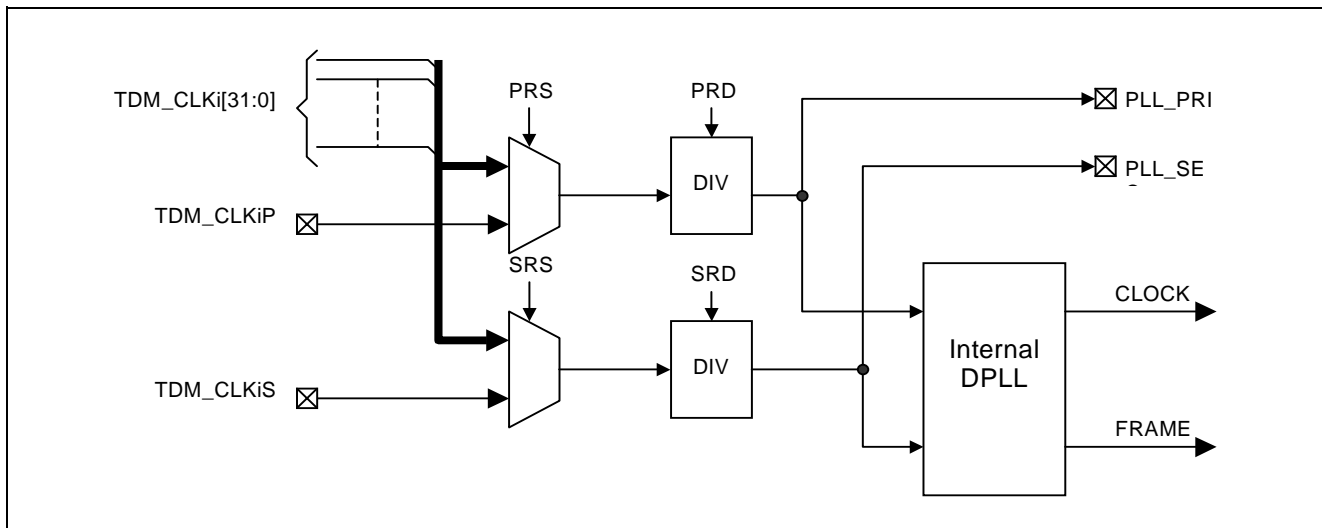 TDM_CLKi[31:0]
PRS
PRD
PLL_PRI
DIV
PLL_SE
TDM_CLKiP
SRS
SRD
CLOCK
Internal
DPLL
DIV
TDM_CLKiS
FRAME